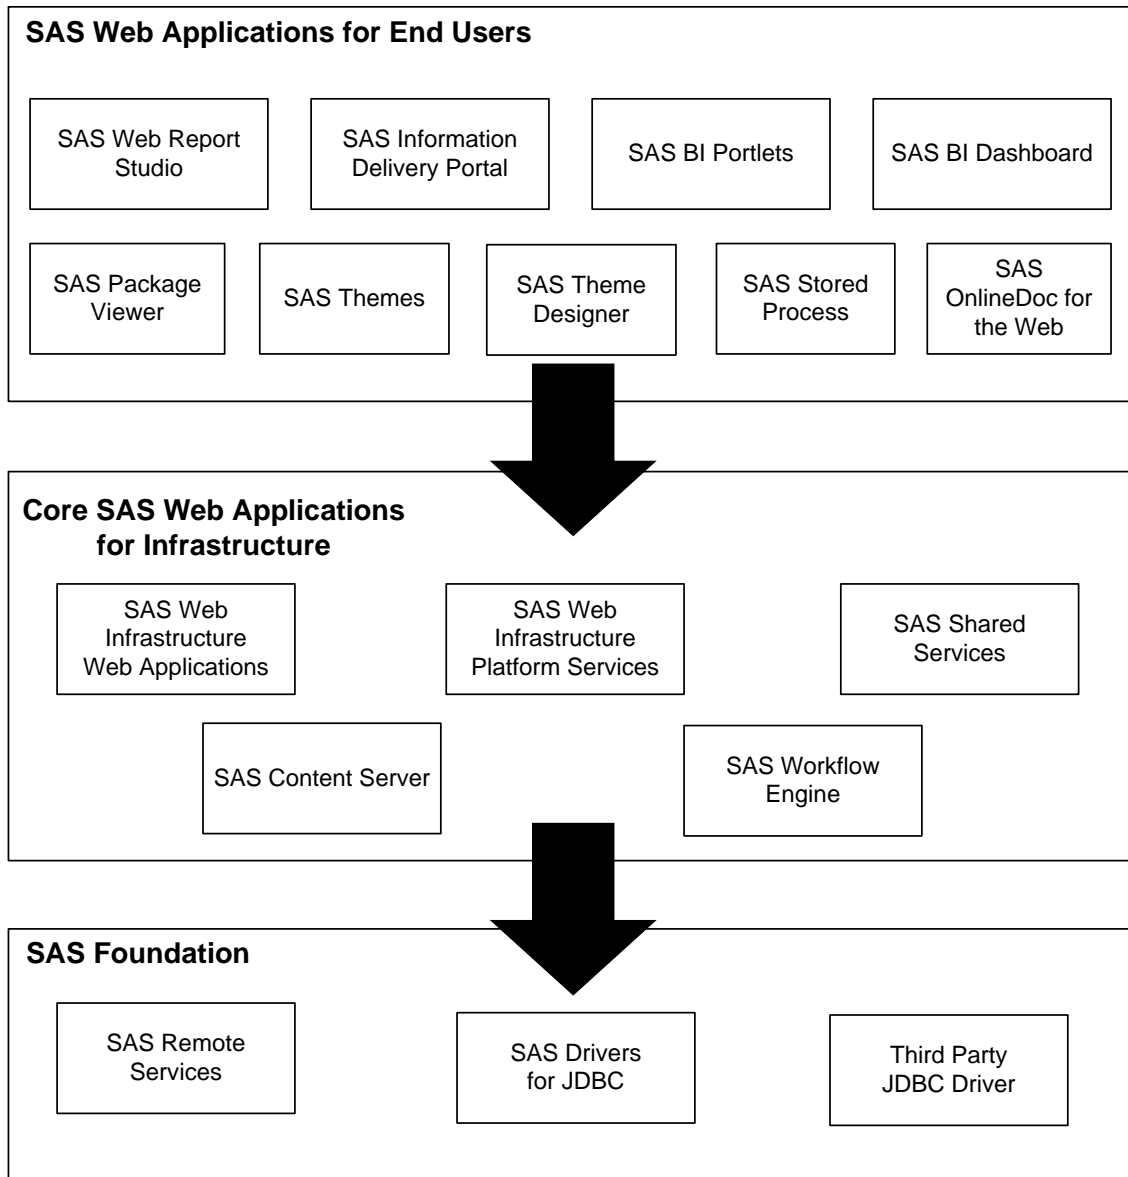 SAS Web Applications for End Users
SAS Web Report
Studio
SAS Information
Delivery Portal
SAS BI Portlets
SAS BI Dashboard
SAS Package
Viewer
SAS Themes
SAS Theme
Designer
SAS Stored
Process
SAS
OnlineDoc for
the Web
Core SAS Web Applications
for Infrastructure
SAS Web
Infrastructure
Web Applications
SAS Web
Infrastructure
Platform Services
SAS Shared
Services
SAS Content Server
SAS Workflow
Engine
SAS Foundation
SAS Remote
Services
SAS Drivers
for JDBC
Third Party
JDBC Driver